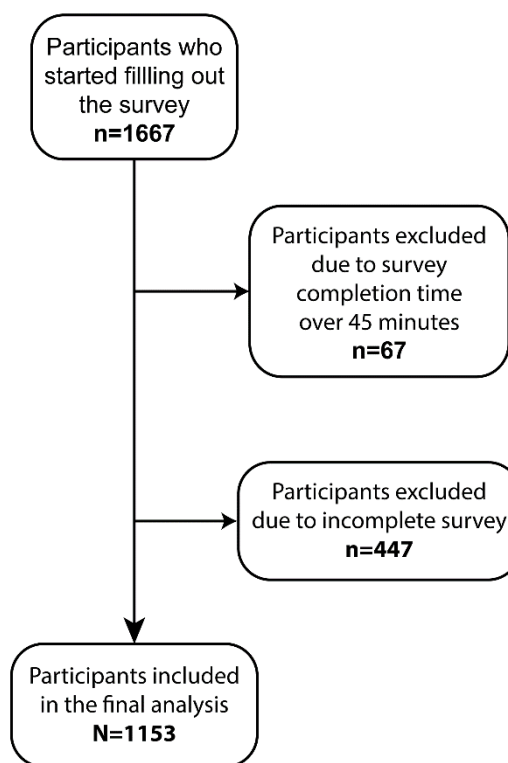 Participants who
started fillling out
the survey
n=1667
Participants excluded
due to survey
completion time
over 45 minutes
n=67
Participants excluded
due to incomplete survey
n=447
Participants included
in the final analysis
N=1153